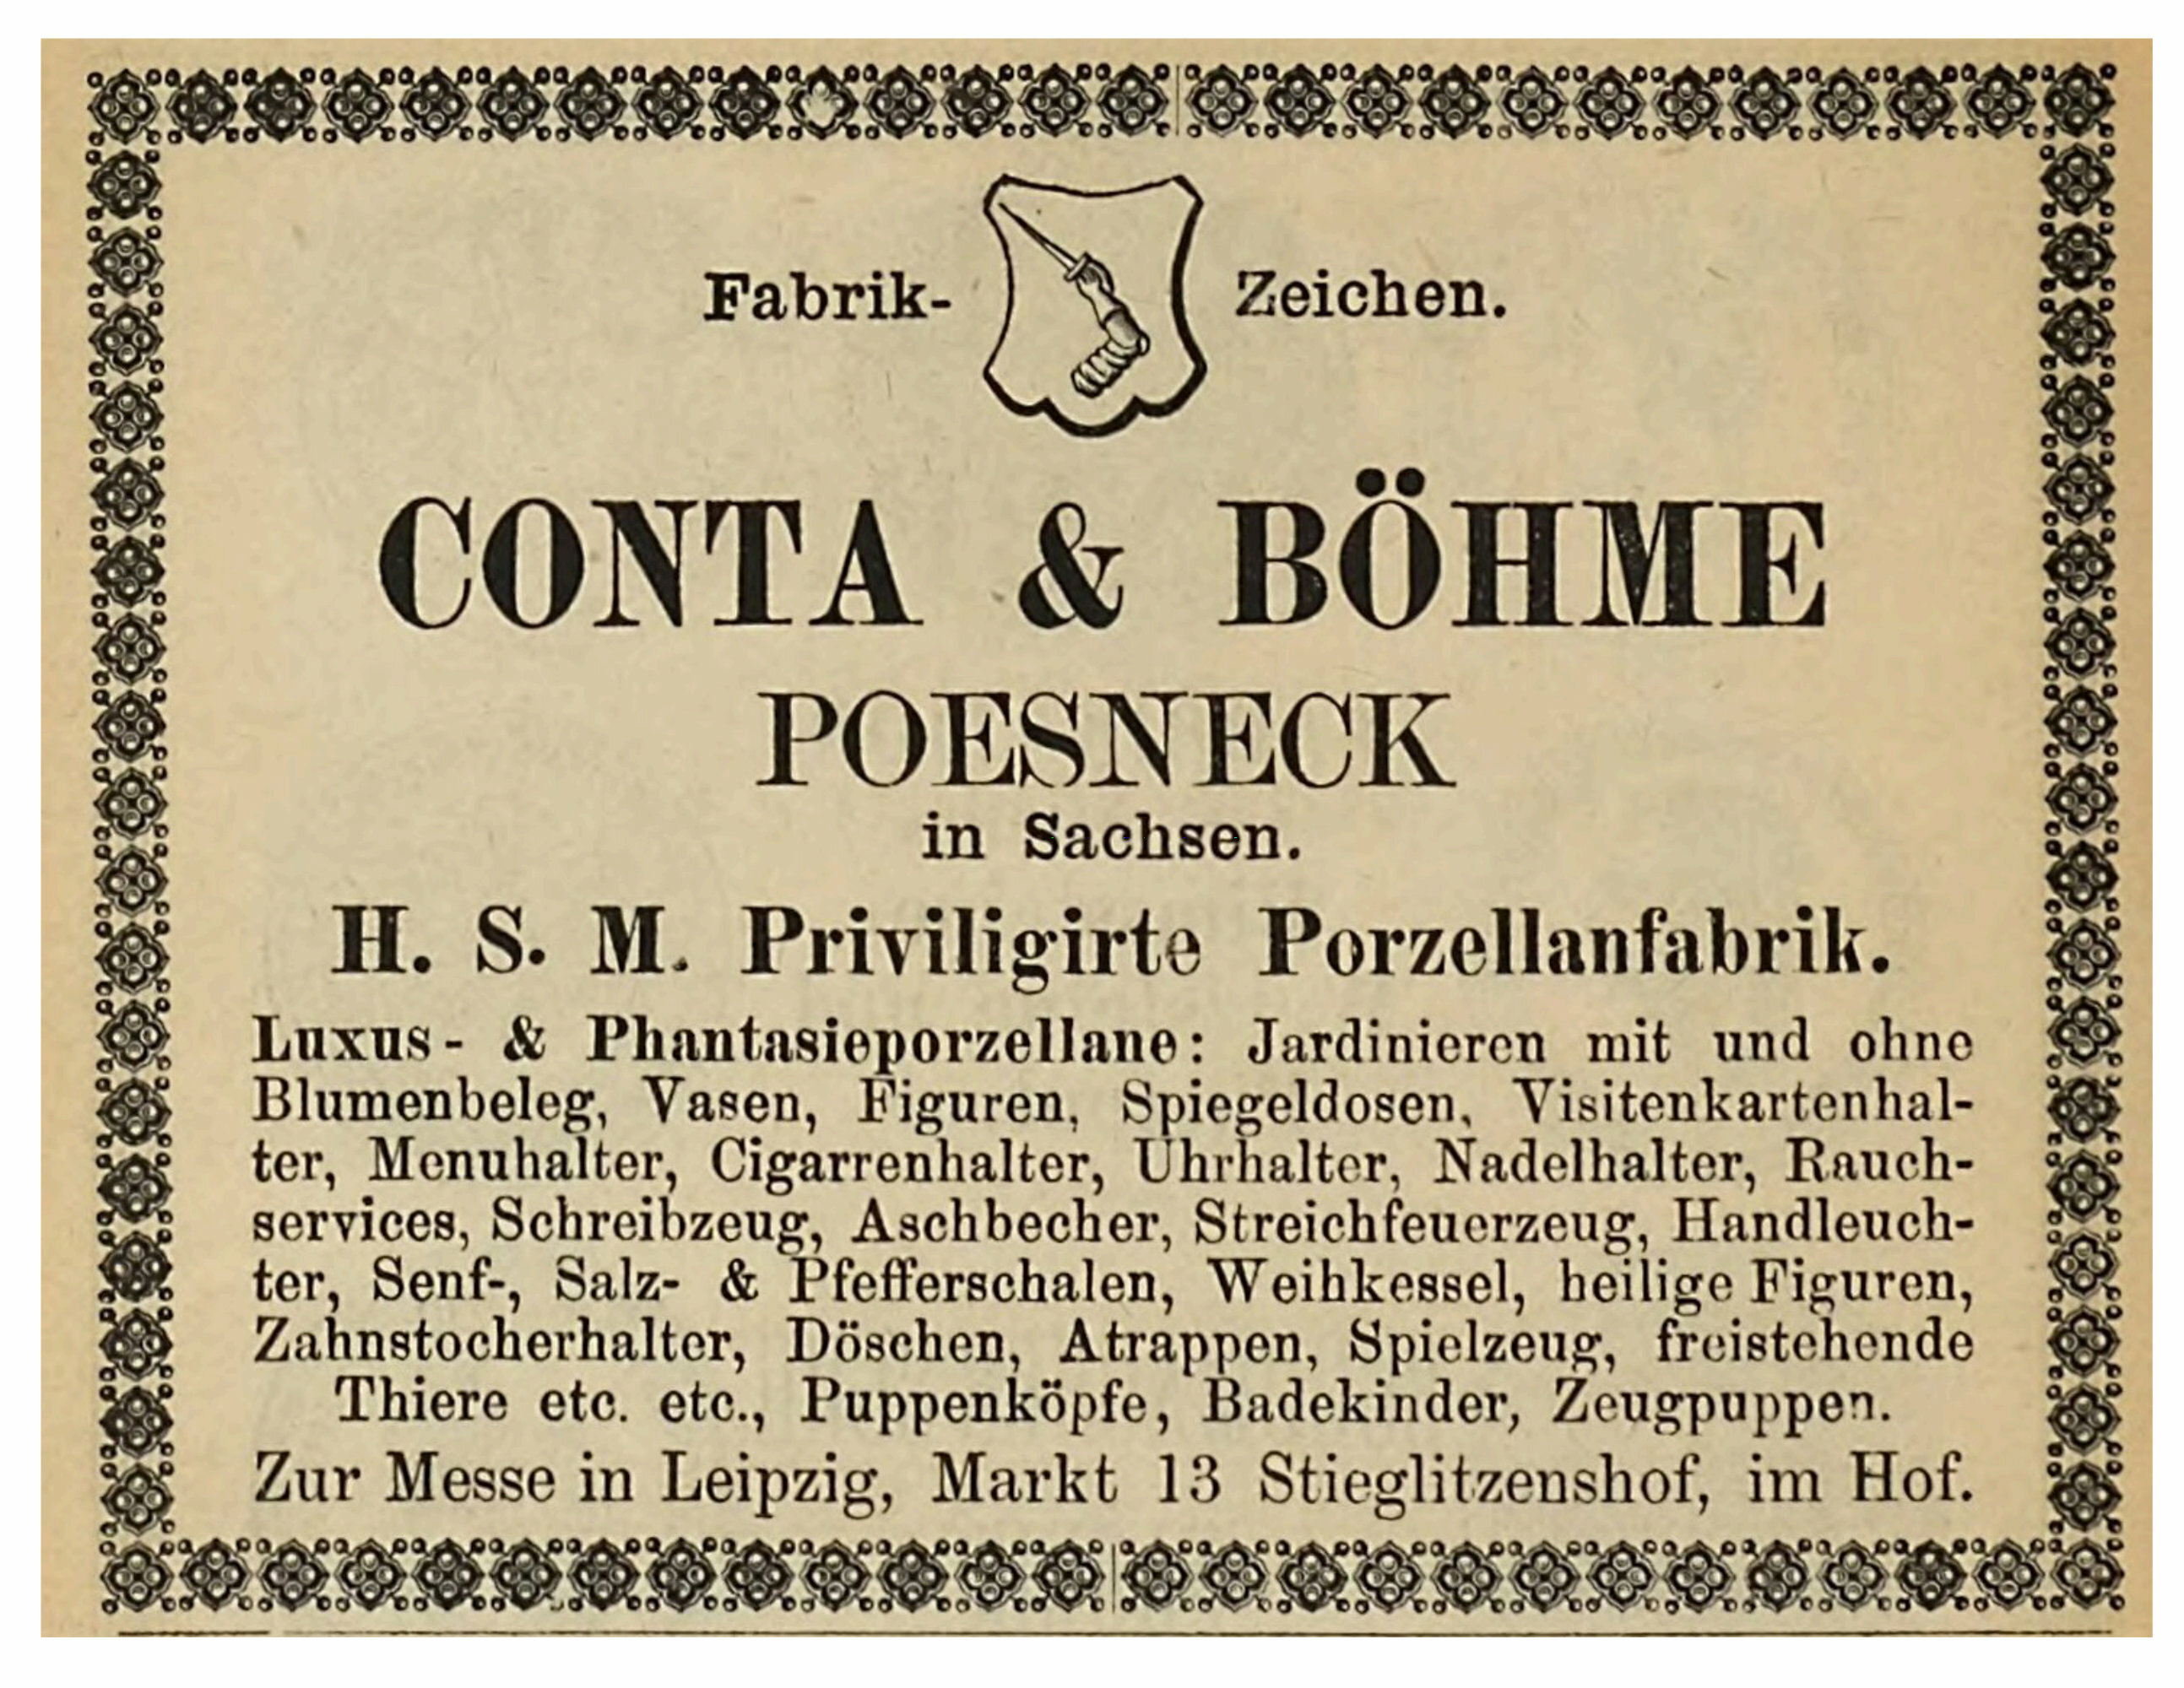 Fabrik- Zeichen.
CONTA & BÖHME
POESNECK
in Sachsen.
H. S. M. Priviligirte Porzellanfabrik.
Luxus- & Phantasieporzellane: Jardinieren mit und ohne
Blumenbeleg, Vasen, Figuren, Spiegeldosen, Visitenkartenhal-
ter, Menuhalter, Cigarrenhalter, Uhrhalter, Nadelhalter, Rauch-
services, Schreibzeug, Aschbecher, Streichfeuerzeug, Handleuch-
ter, Senf-, Salz- & Pfefferschalen, Weihkessel, heilige Figuren,
Zahnstocherhalter, Döschen, Atrappen, Spielzeug, freistehende
Thiere etc. etc., Puppenköpfe, Badekinder, Zeugpuppen.
Zur Messe in Leipzig, Markt 13 Stieglitzenshof, im Hof.